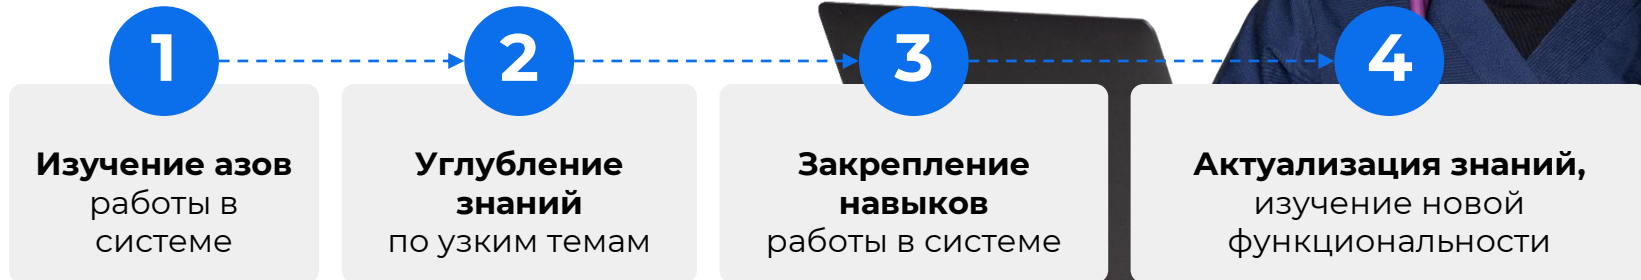 1
Изучение азов
работы в
системе
2
Углубление
знаний
по узким темам
3
Закрепление
навыков
работы в системе
4
Актуализация знаний,
изучение новой
функциональности